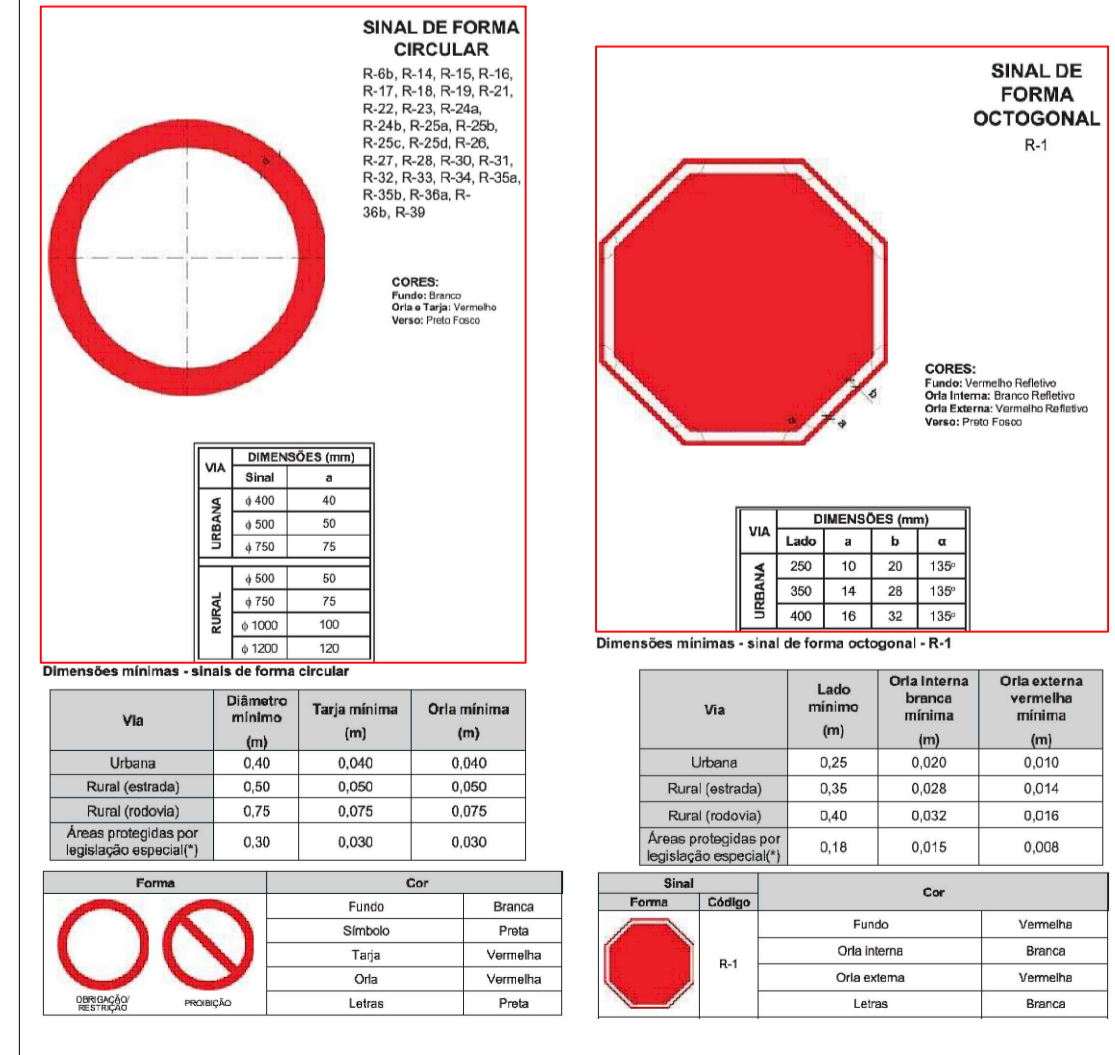 SINAL DE FORMA
CIRCULAR
R-6b, R-14, R-15, R-16,
R-17, R-18, R-19, R-21,
R-22, R-23, R-24a,
R-24b, R-25a, R-25b,
R-25c, R-25d, R-26,
R-27, R-28, R-30, R-31,
R-32, R-33, R-34, R-35a,
R-35b, R-36a, R-
36b, R-39
CORES:
Fundo: Branco
Orla e Tarja: Vermelho
Verso: Preto Fosco
VIA DIMENSÕES (mm)
Sinal a
URBANA
ϕ 400 40
ϕ 500 50
ϕ 750 75
RURAL
ϕ 500 50
ϕ 750 75
ϕ 1000 100
ϕ 1200 120
Dimensões mínimas - sinais de forma circular
Via Diâmetro mínimo (m) Tarja mínima (m) Orla mínima (m)
Urbana 0,40 0,040 0,040
Rural (estrada) 0,50 0,050 0,050
Rural (rodovia) 0,75 0,075 0,075
Áreas protegidas por
legislação especial(*) 0,30 0,030 0,030
Forma Cor
Fundo Branca
Símbolo Preta
Tarja Vermelha
Orla Vermelha
Letras Preta
OBRIGAÇÃO/
RESTRIÇÃO
PROIBIÇÃO
SINAL DE
FORMA
OCTOGONAL
R-1
α a b
CORES:
Fundo: Vermelho Refletivo
Orla Interna: Branco Refletivo
Orla Externa: Vermelho Refletivo
Verso: Preto Fosco
VIA DIMENSÕES (mm)
Lado a b α
URBANA
250 10 20 135º
350 14 28 135º
400 16 32 135º
Dimensões mínimas - sinal de forma octogonal - R-1
Via Lado mínimo (m) Orla interna branca mínima (m) Orla externa vermelha mínima (m)
Urbana 0,25 0,020 0,010
Rural (estrada) 0,35 0,028 0,014
Rural (rodovia) 0,40 0,032 0,016
Áreas protegidas por
legislação especial(*) 0,18 0,015 0,008
Sinal Cor
Forma Código
R-1
Fundo Vermelha
Orla interna Branca
Orla externa Vermelha
Letras Branca